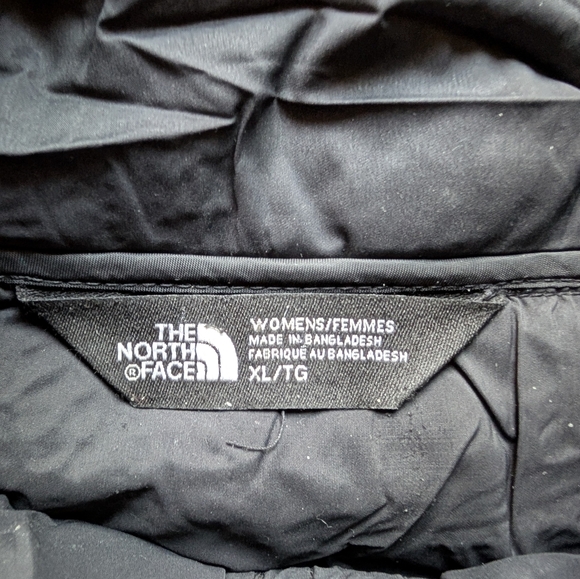 THE
NORTH
®FACE
WOMENS/FEMMES
MADE IN BANGLADESH
FABRIQUÉ AU BANGLADESH
XL/TG